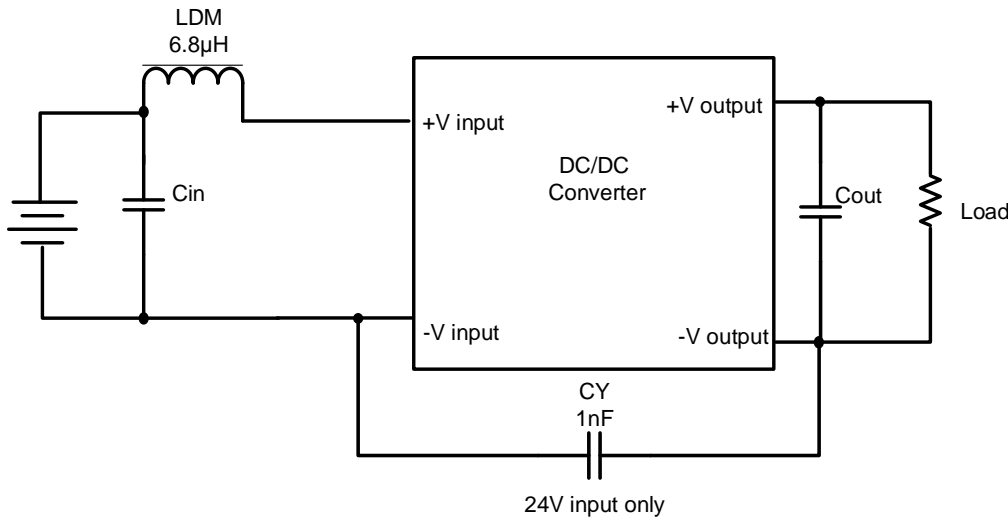 LDM
6.8µH
+V input
+V output
DC/DC
Converter
Cin
Cout
Load
-V input
-V output
CY
1nF
24V input only